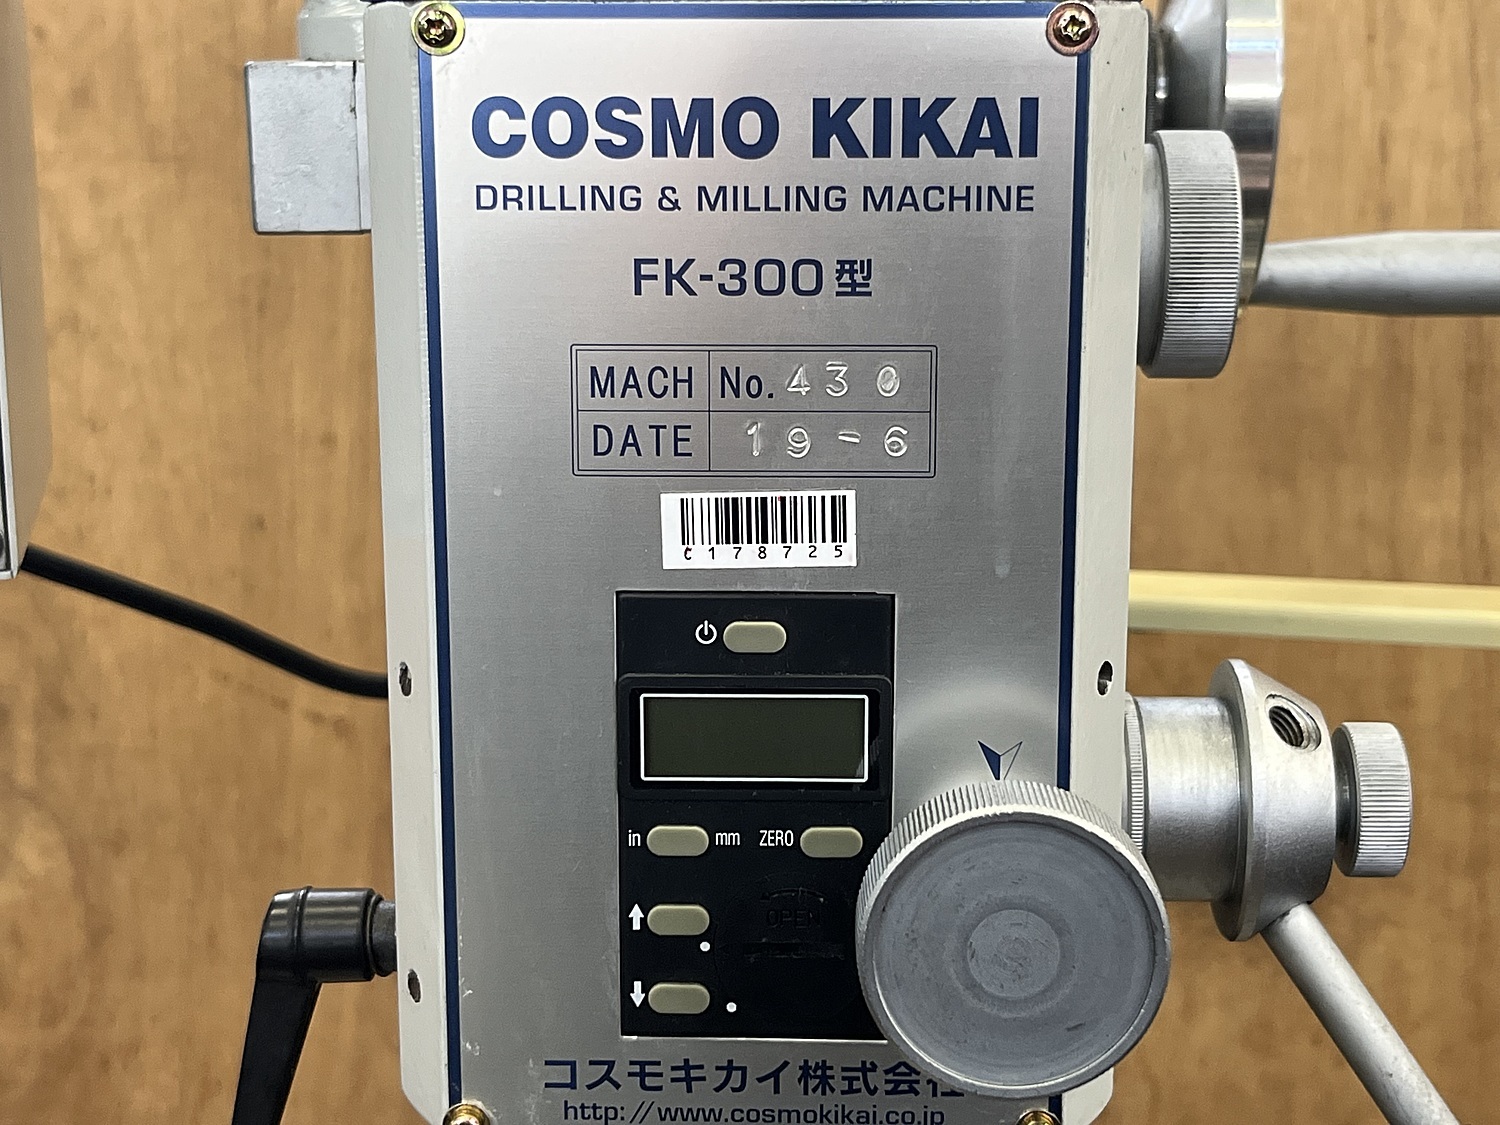 COSMO KIKAI
DRILLING & MILLING MACHINE
FK-300型
MACH No. 430
DATE 19-6
C178725
in mm ZERO
OPEN
コスモキカイ株式会社
http://www.cosmokikai.co.jp